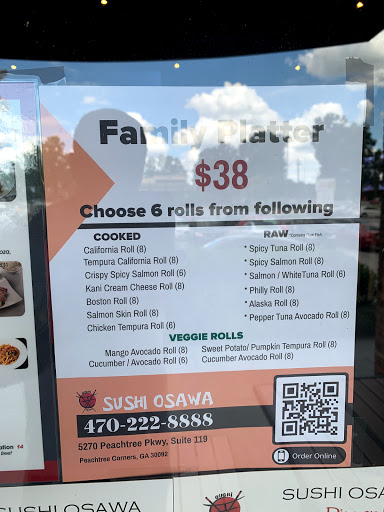 Family Platter
$38
Choose 6 rolls from following
COOKED
California Roll (8)
Tempura California Roll (8)
Crispy Spicy Salmon Roll (6)
Kani Cream Cheese Roll (8)
Boston Roll (8)
Salmon Skin Roll (8)
Chicken Tempura Roll (6)
RAW
* Spicy Tuna Roll (8)
* Spicy Salmon Roll (8)
* Salmon / WhiteTuna Roll (6)
* Philly Roll (8)
* Alaska Roll (8)
* Pepper Tuna Avocado Roll (8)
VEGGIE ROLLS
Mango Avocado Roll (8)
Cucumber / Avocado Roll (6)
Sweet Potato/ Pumpkin Tempura Roll (8)
Cucumber Avocado Roll (8)
SUSHI OSAWA
470-222-8888
5270 Peachtree Pkwy, Suite 119
Peachtree Corners, GA 30092
Order Online
14
SUSHI OSAWA
SUSHI
SUSHI OSA